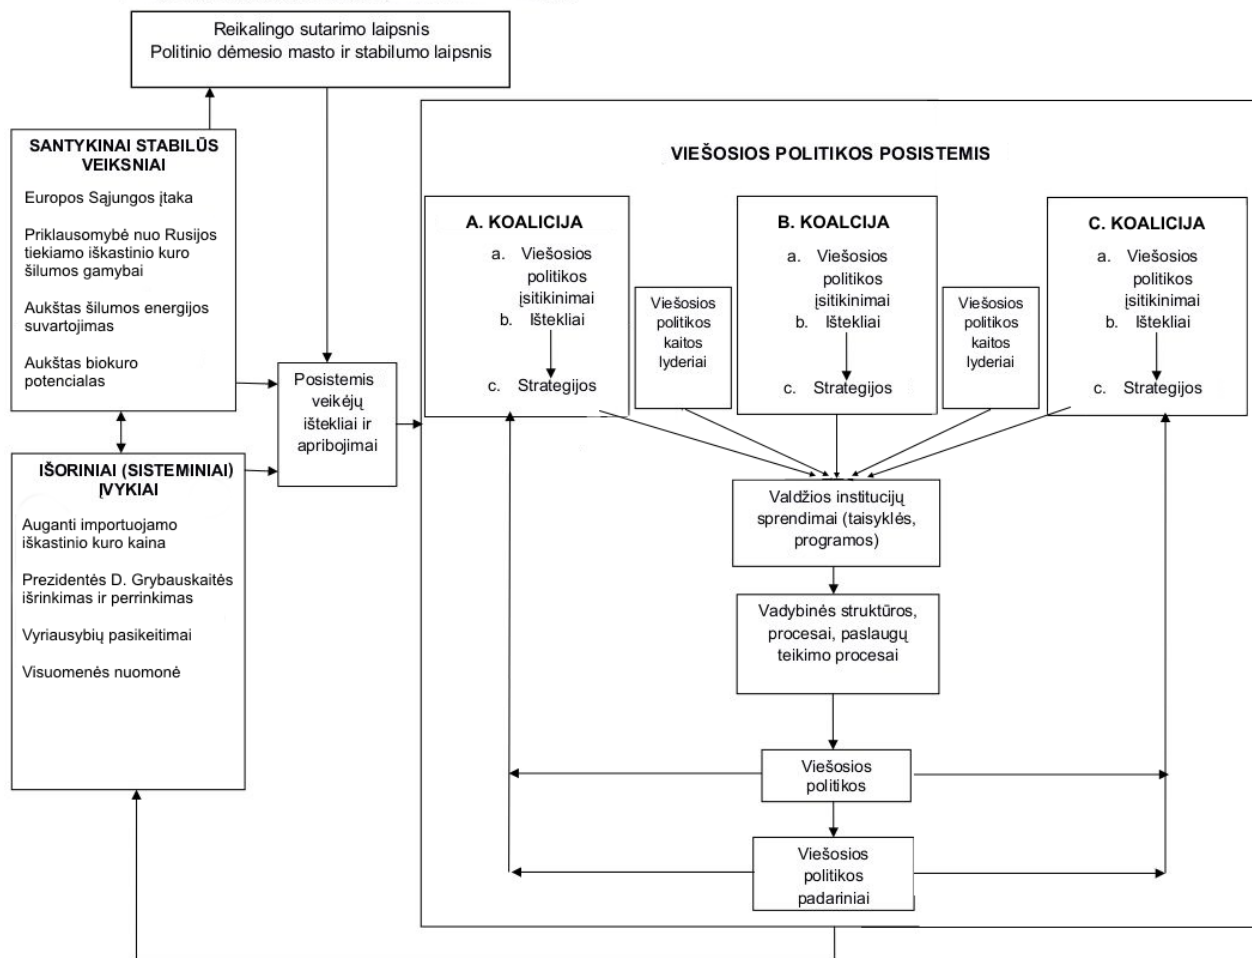 Reikalingo sutarimo laipsnis
Politinio dėmesio masto ir stabilumo laipsnis
SANTYKINAI STABILŪS
VEIKSNIAI
Europos Sąjungos įtaka
Priklausomybė nuo Rusijos
tiekiamo iškastinio kuro
šilumos gamybai
Aukštas šilumos energijos
suvartojimas
Aukštas biokuro
potencialas
IŠORINIAI (SISTEMINIAI)
ĮVYKIAI
Auganti importuojamo
iškastinio kuro kaina
Prezidentės D. Grybauskaitės
išrinkimas ir perrinkimas
Vyriausybių pasikeitimai
Visuomenės nuomonė
Posistemis
veikėjų
ištekliai ir
apribojimai
VIEŠOSIOS POLITIKOS POSISTEMIS
A. KOALICIJA
a. Viešosios
politikos
įsitikinimai
b. Ištekliai
c. Strategijos
Viešosios
politikos
kaitos
lyderiai
B. KOALCIJA
a. Viešosios
politikos
įsitikinimai
b. Ištekliai
c. Strategijos
Viešosios
politikos
kaitos
lyderiai
C. KOALICIJA
a. Viešosios
politikos
įsitikinimai
b. Ištekliai
c. Strategijos
Valdžios institucijų
sprendimai (taisyklės,
programos)
Vadybinės struktūros,
procesai, paslaugų
teikimo procesai
Viešosios
politikos
Viešosios
politikos
padariniai